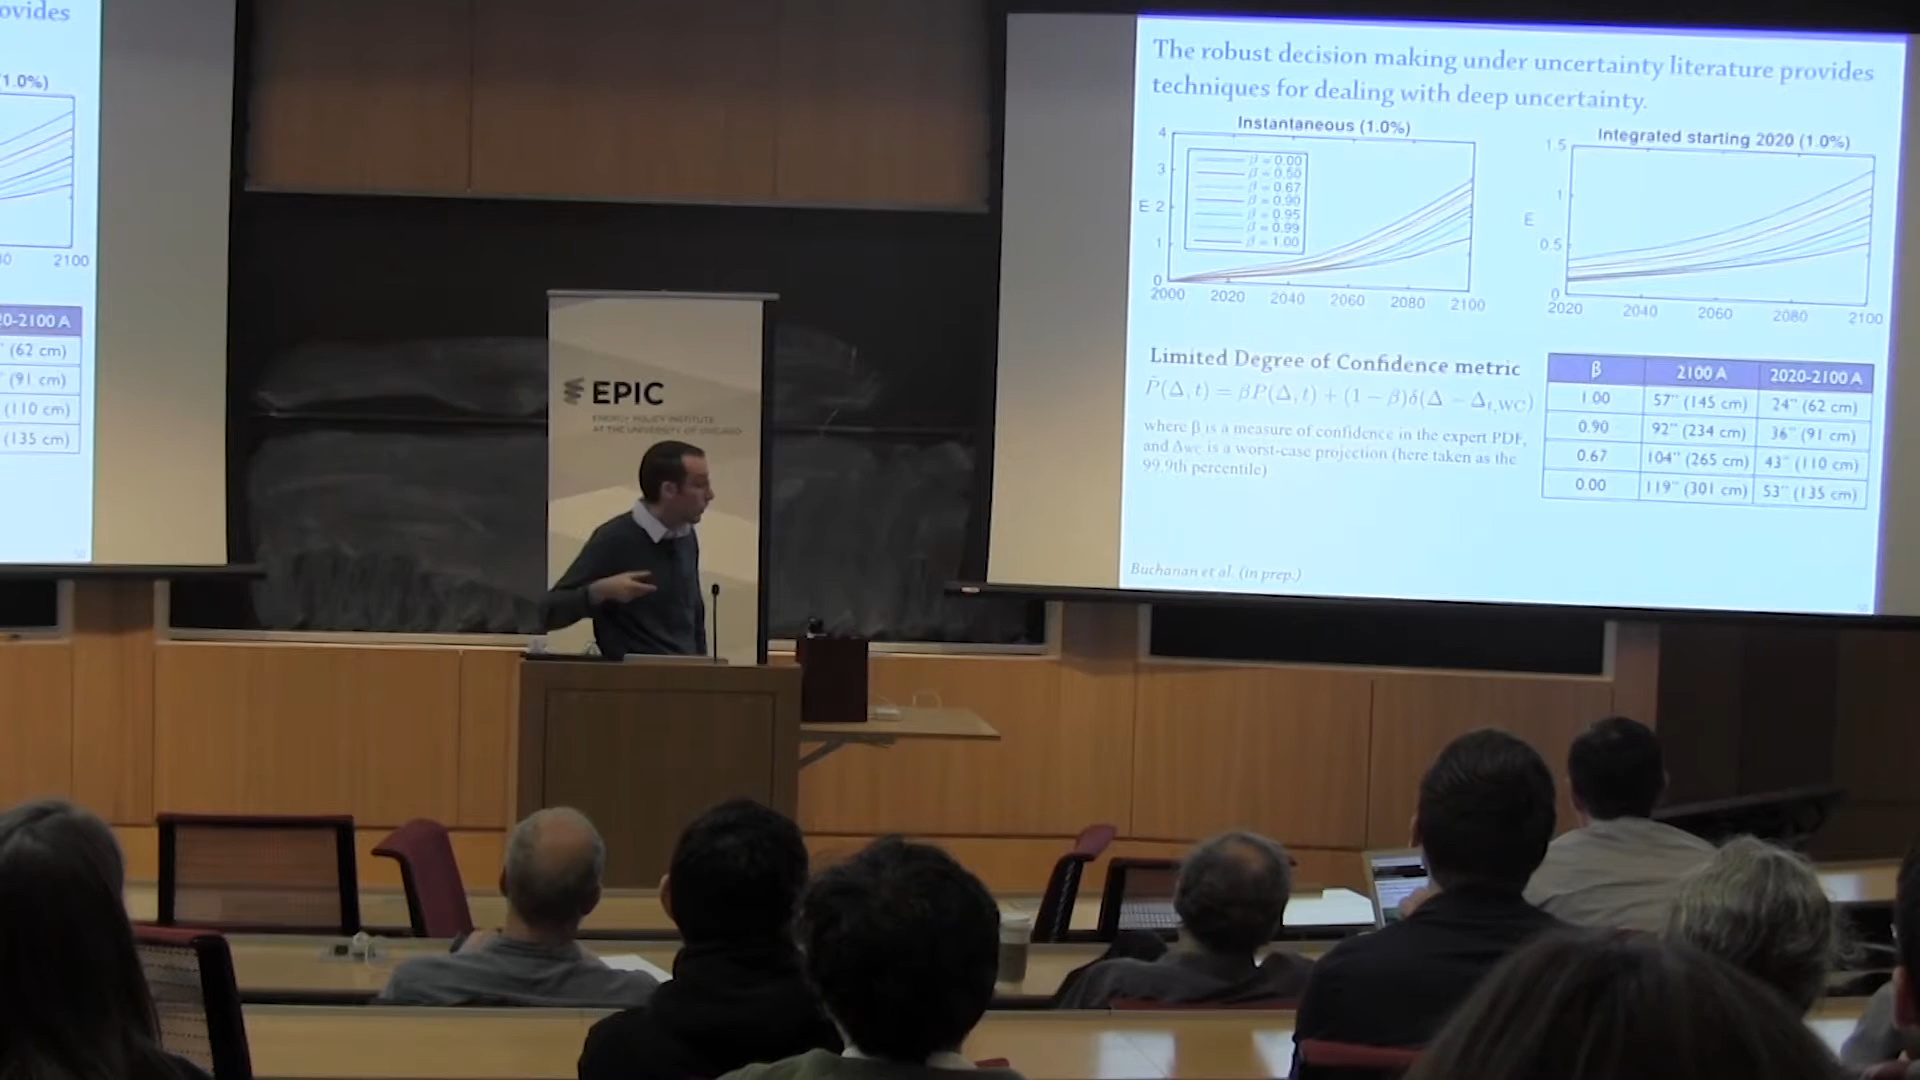 ovides
1.0%)
80
2100
20-2100 A
" (62 cm)
" (91 cm)
(110 cm)
(135 cm)
EPIC
ENERGY POLICY INSTITUTE
AT THE UNIVERSITY OF CHICAGO
The robust decision making under uncertainty literature provides
techniques for dealing with deep uncertainty.
Instantaneous (1.0%)
4
3
E 2
1
0
β = 0.00
β = 0.50
β = 0.67
β = 0.90
β = 0.95
β = 0.99
β = 1.00
2000 2020 2040 2060 2080 2100
Integrated starting 2020 (1.0%)
1.5
1
E
0.5
0
2020 2040 2060 2080 2100
Limited Degree of Confidence metric
P̃(Δ, t) = βP(Δ, t) + (1 − β)δ(Δ − Δt,WC)
where β is a measure of confidence in the expert PDF,
and Δwc is a worst-case projection (here taken as the
99.9th percentile)
β 2100 A 2020-2100 A
1.00 57" (145 cm) 24" (62 cm)
0.90 92" (234 cm) 36" (91 cm)
0.67 104" (265 cm) 43" (110 cm)
0.00 119" (301 cm) 53" (135 cm)
Buchanan et al. (in prep.)